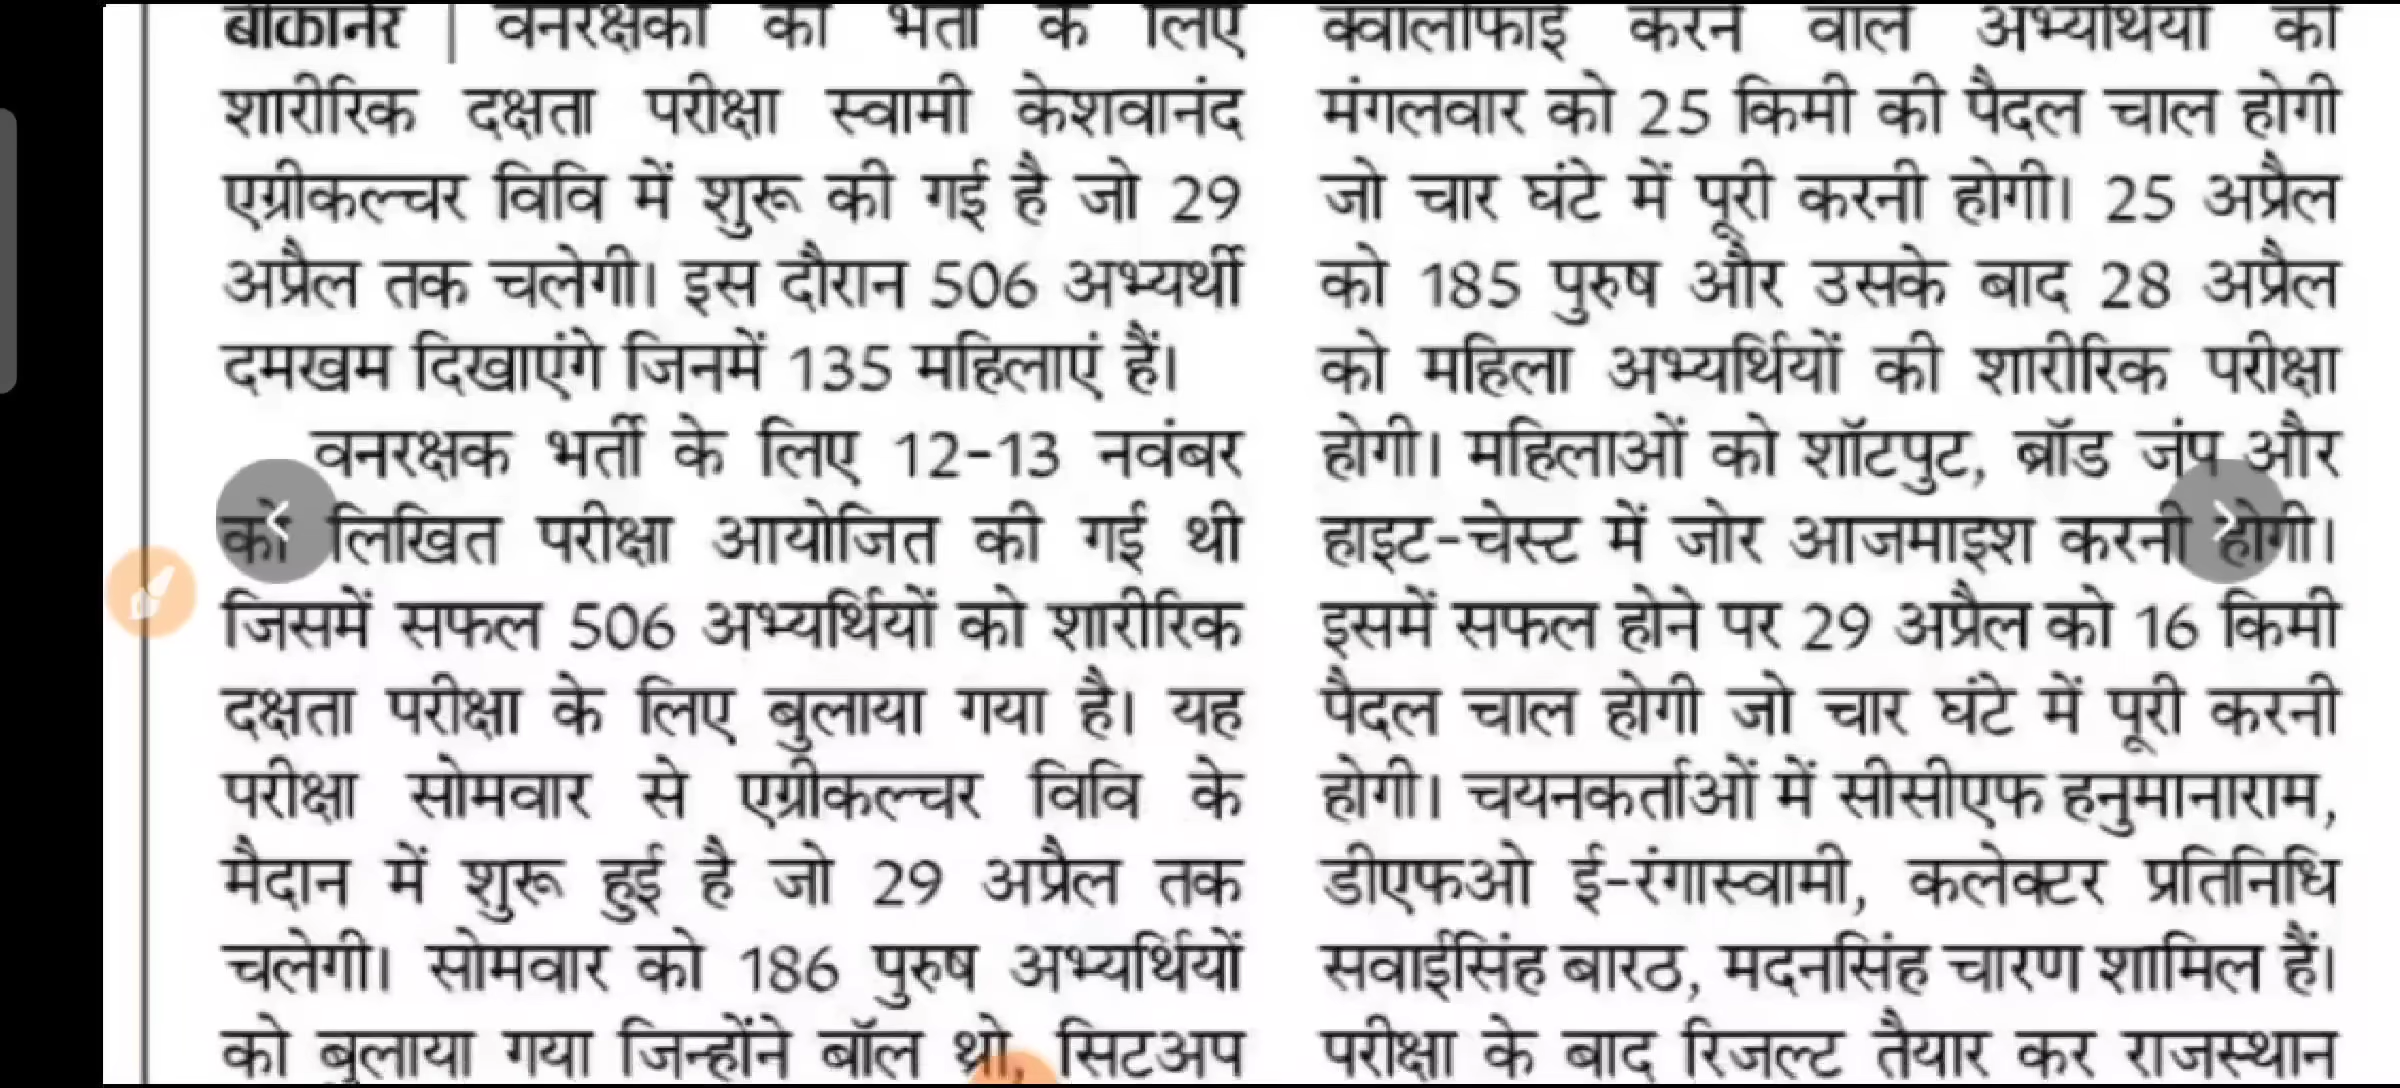 बीकानेर | वनरक्षकों की भर्ती के लिए
शारीरिक दक्षता परीक्षा स्वामी केशवानंद
एग्रीकल्चर विवि में शुरू की गई है जो 29
अप्रैल तक चलेगी। इस दौरान 506 अभ्यर्थी
दमखम दिखाएंगे जिनमें 135 महिलाएं हैं।
वनरक्षक भर्ती के लिए 12-13 नवंबर
को लिखित परीक्षा आयोजित की गई थी
जिसमें सफल 506 अभ्यर्थियों को शारीरिक
दक्षता परीक्षा के लिए बुलाया गया है। यह
परीक्षा सोमवार से एग्रीकल्चर विवि के
मैदान में शुरू हुई है जो 29 अप्रैल तक
चलेगी। सोमवार को 186 पुरुष अभ्यर्थियों
को बुलाया गया जिन्होंने बॉल थ्रो, सिटअप
क्वालीफाई करने वाले अभ्यर्थियों की
मंगलवार को 25 किमी की पैदल चाल होगी
जो चार घंटे में पूरी करनी होगी। 25 अप्रैल
को 185 पुरुष और उसके बाद 28 अप्रैल
को महिला अभ्यर्थियों की शारीरिक परीक्षा
होगी। महिलाओं को शॉटपुट, ब्रॉड जंप और
हाइट-चेस्ट में जोर आजमाइश करनी होगी।
इसमें सफल होने पर 29 अप्रैल को 16 किमी
पैदल चाल होगी जो चार घंटे में पूरी करनी
होगी। चयनकर्ताओं में सीसीएफ हनुमानाराम,
डीएफओ ई-रंगास्वामी, कलेक्टर प्रतिनिधि
सवाईसिंह बारठ, मदनसिंह चारण शामिल हैं।
परीक्षा के बाद रिजल्ट तैयार कर राजस्थान